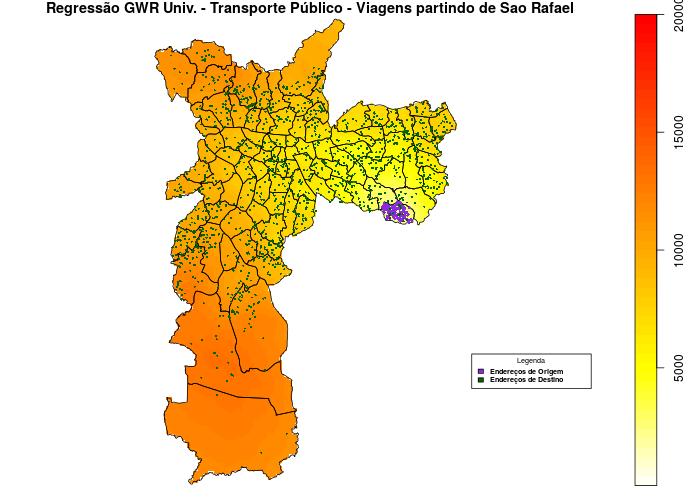 Regressão GWR Univ. - Transporte Público - Viagens partindo de Sao Rafael
20000
15000
10000
5000
Legenda
Endereços de Origem
Endereços de Destino